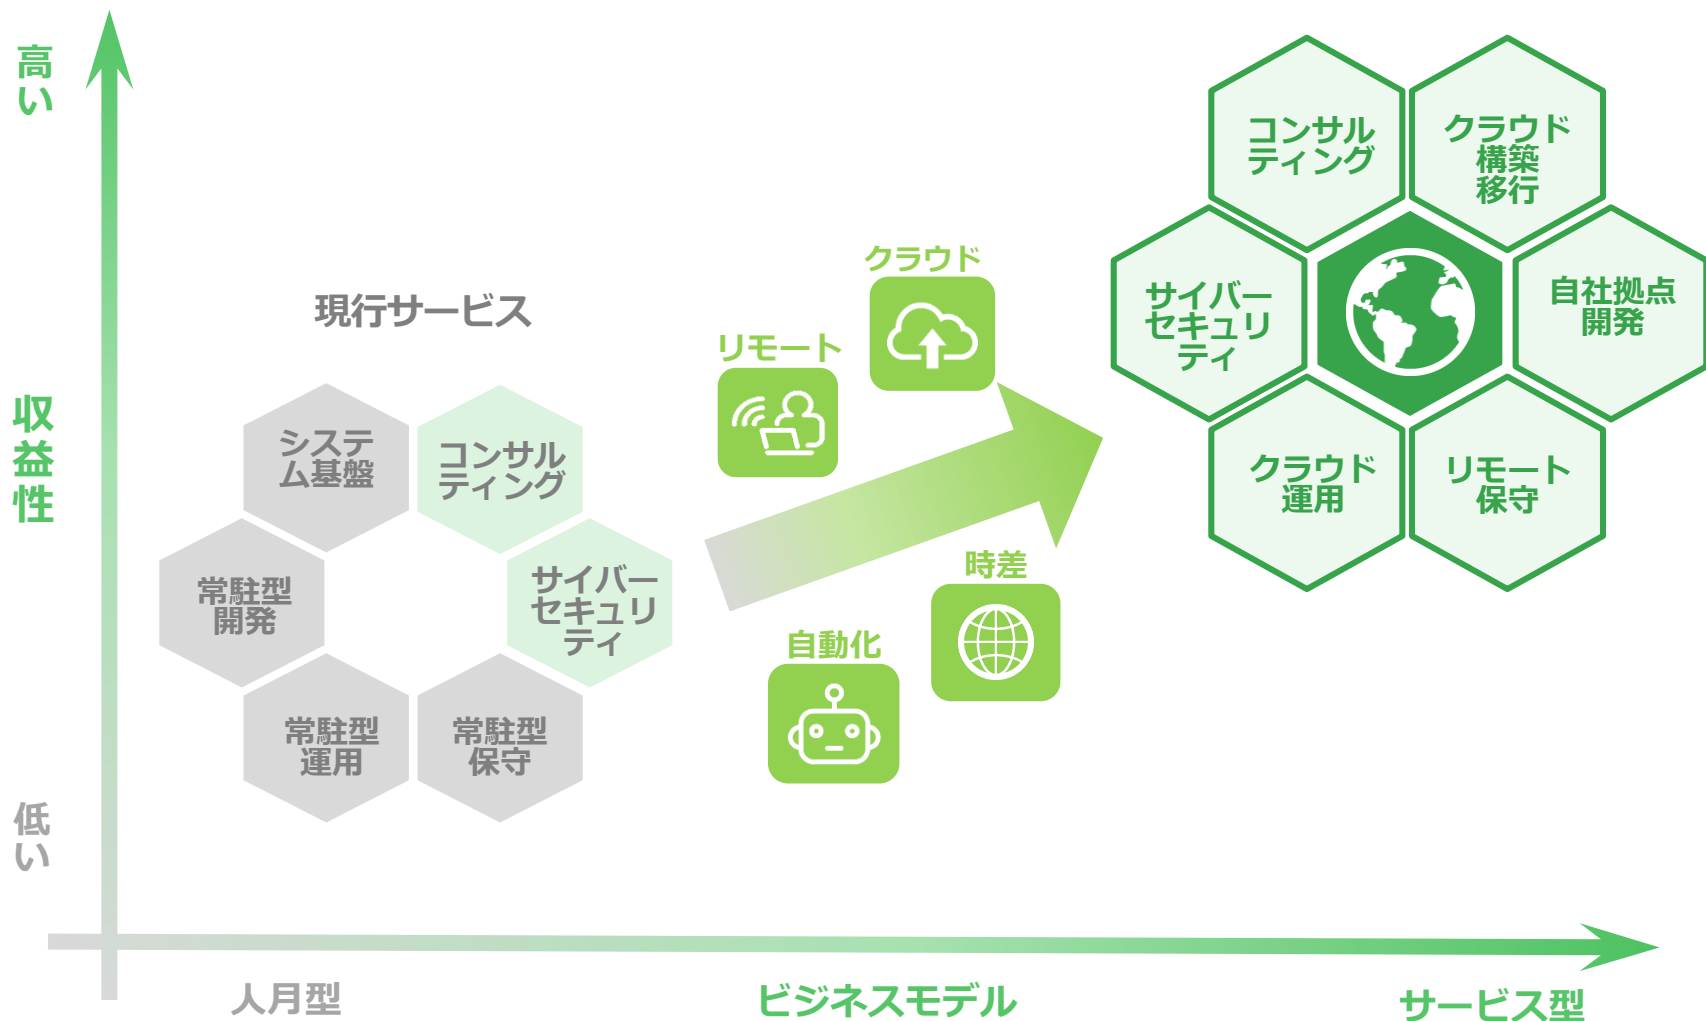 高
い
収
益
性
低
い
現行サービス
システ
ム基盤
コンサル
ティング
常駐型
開発
サイバー
セキュリ
ティ
常駐型
運用
常駐型
保守
クラウド
リモート
時差
自動化
コンサル
ティング
クラウド
構築
移行
サイバー
セキュリ
ティ
自社拠点
開発
クラウド
運用
リモート
保守
人月型
ビジネスモデル
サービス型